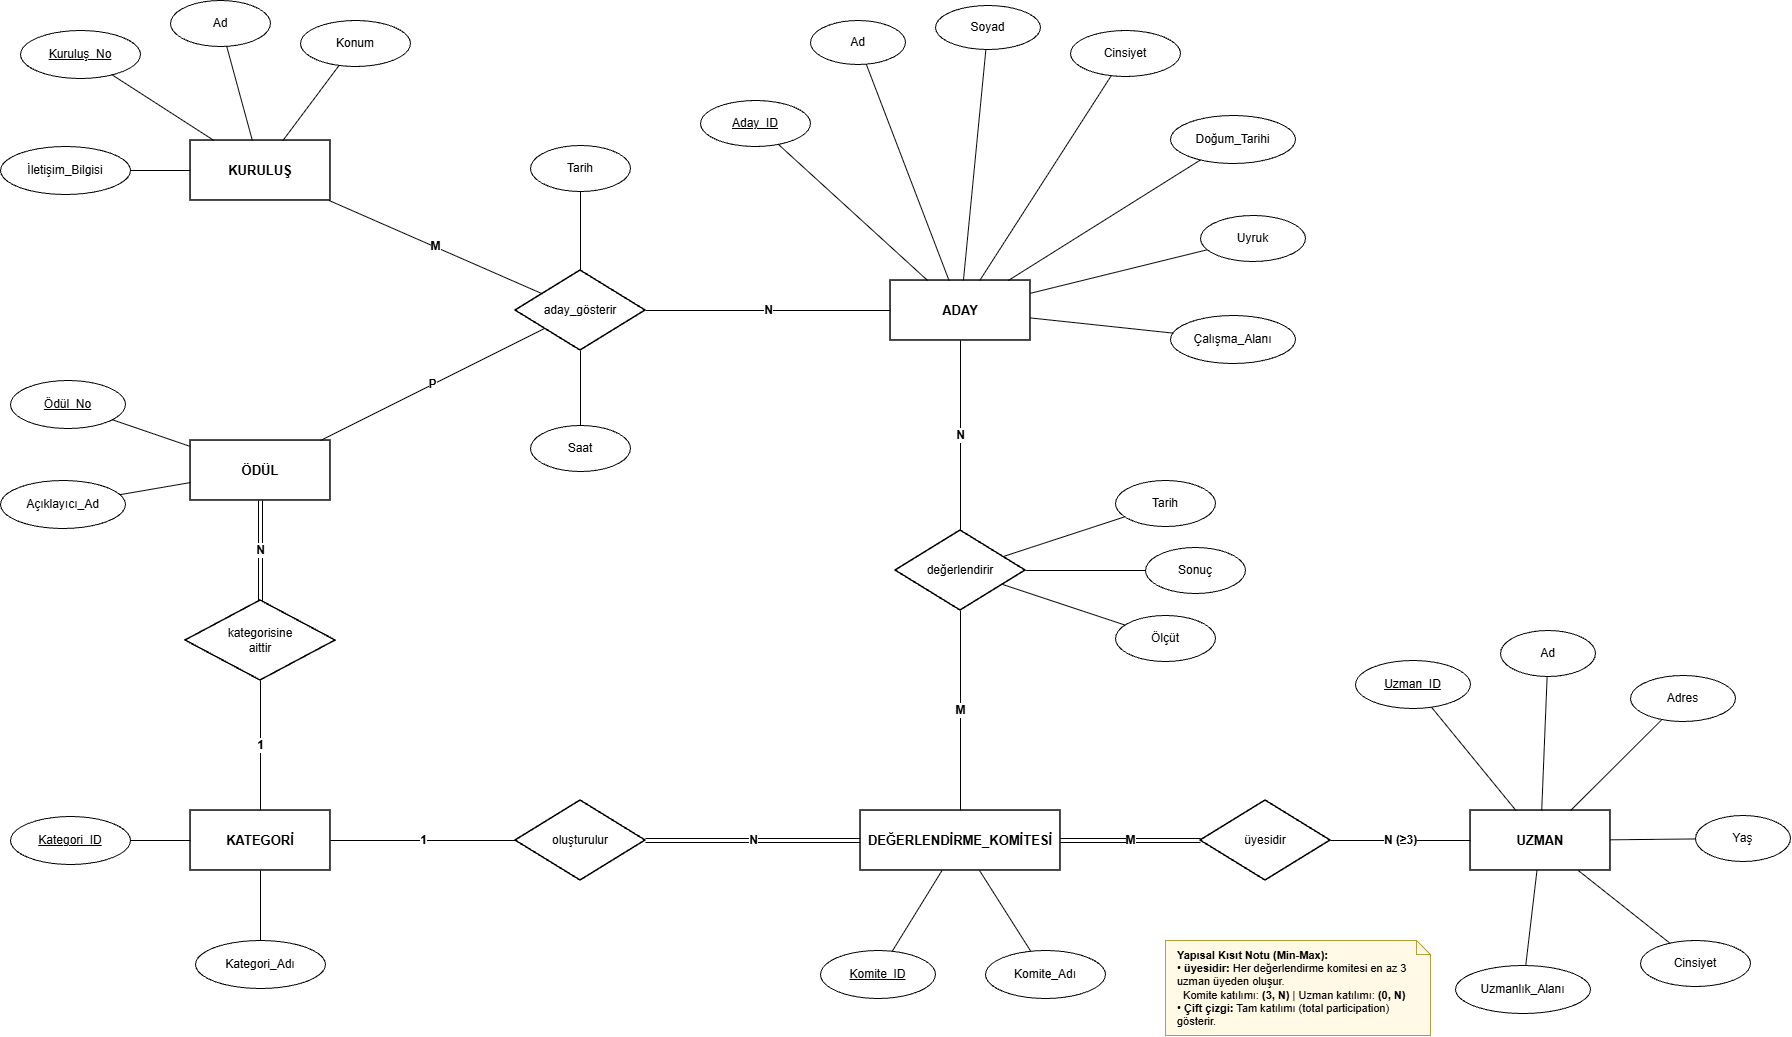 Ad
Kuruluş_No
Konum
İletişim_Bilgisi
KURULUŞ
Tarih
M
aday_gösterir
P
Saat
N
Ad
Soyad
Cinsiyet
Aday_ID
Doğum_Tarihi
Uyruk
ADAY
Çalışma_Alanı
Ödül_No
ÖDÜL
Açıklayıcı_Ad
N
kategorisine
aittir
1
N
değerlendirir
Tarih
Sonuç
Ölçüt
M
Kategori_ID
KATEGORİ
Kategori_Adı
1
oluşturulur
N
DEĞERLENDİRME_KOMİTESİ
Komite_ID
Komite_Adı
M
üyesidir
N (≥3)
Uzman_ID
Ad
Adres
UZMAN
Yaş
Cinsiyet
Uzmanlık_Alanı
Yapısal Kısıt Notu (Min-Max):
• üyesidir: Her değerlendirme komitesi en az 3
uzman üyeden oluşur.
Komite katılımı: (3, N) | Uzman katılımı: (0, N)
• Çift çizgi: Tam katılımı (total participation)
gösterir.